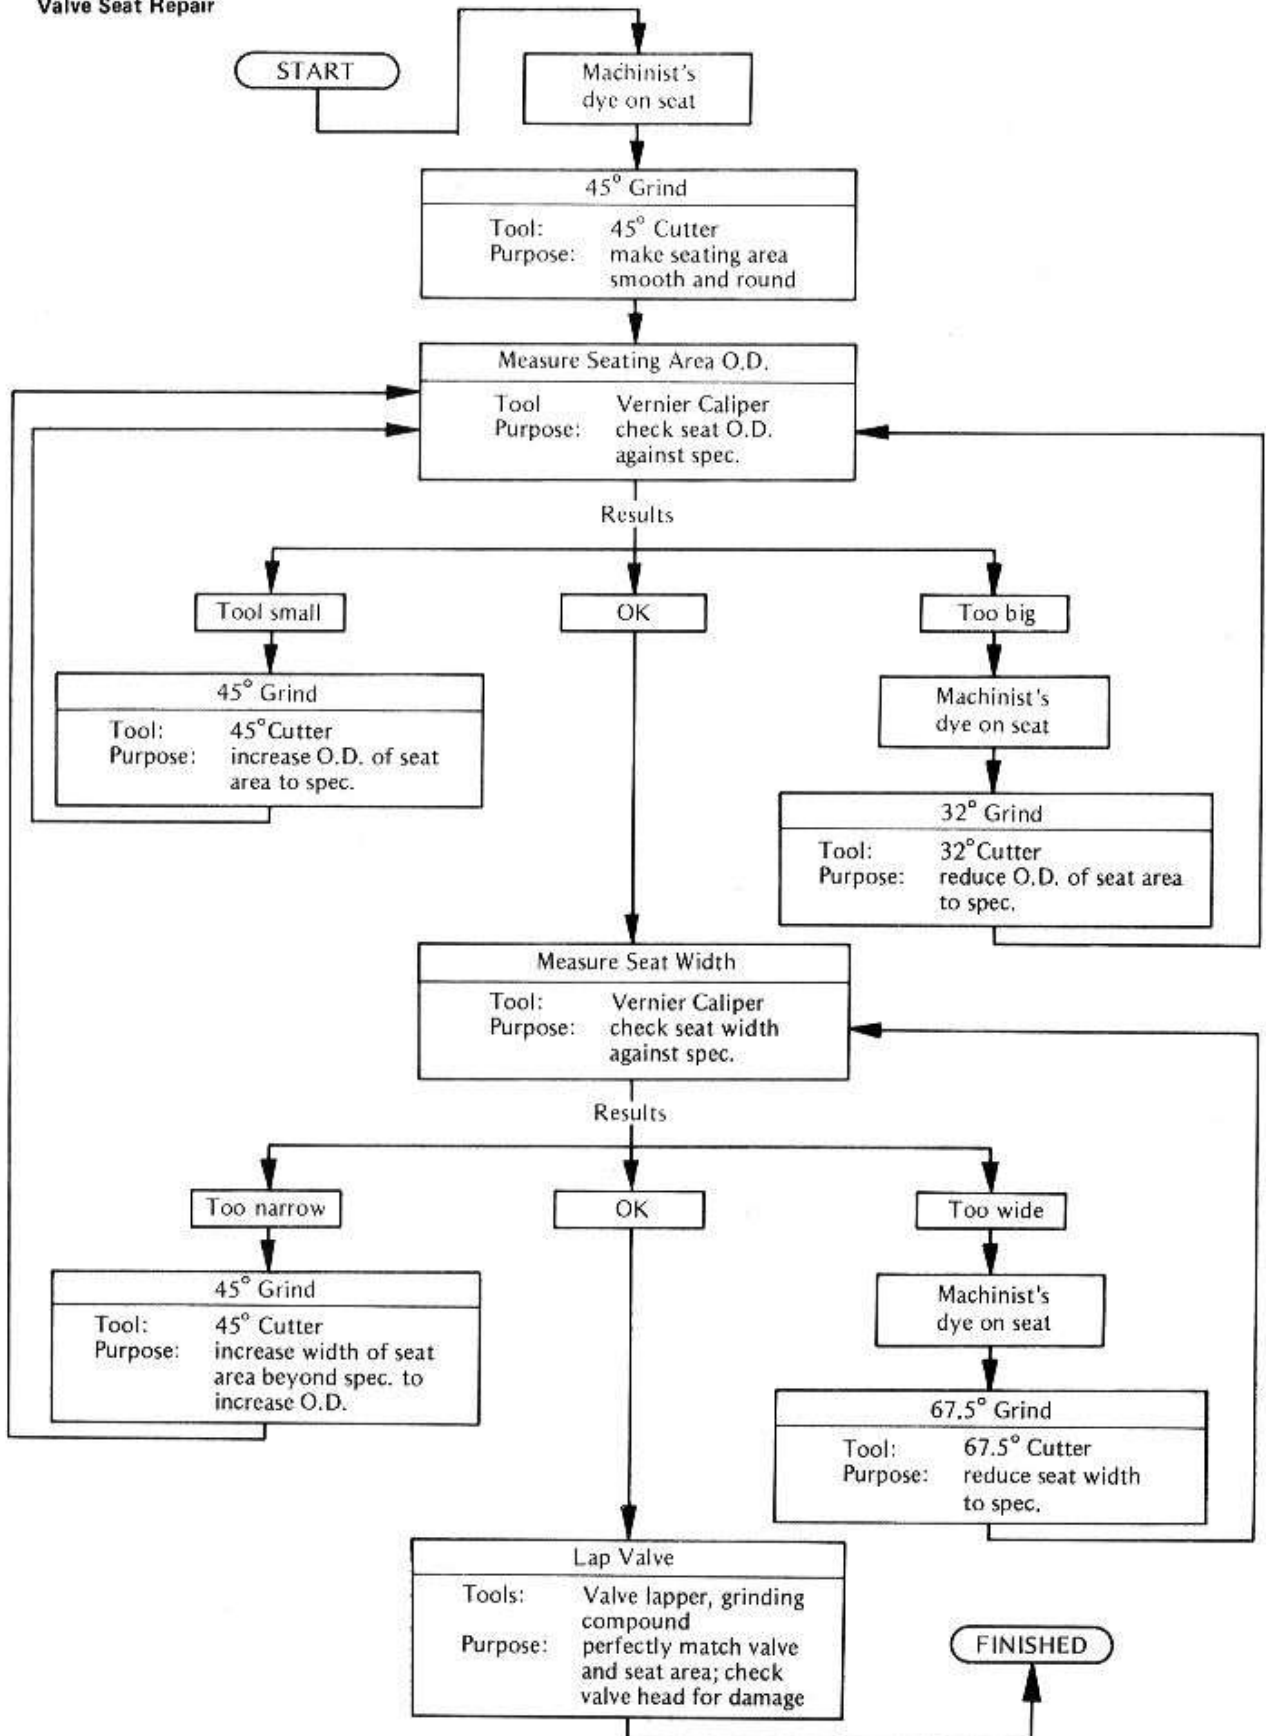 Valve Seat Repair
START
Machinist's
dye on seat
45° Grind
Tool: 45° Cutter
Purpose: make seating area
smooth and round
Measure Seating Area O.D.
Tool Vernier Caliper
Purpose: check seat O.D.
against spec.
Results
Tool small
OK
Too big
45° Grind
Tool: 45° Cutter
Purpose: increase O.D. of seat
area to spec.
Machinist's
dye on seat
32° Grind
Tool: 32° Cutter
Purpose: reduce O.D. of seat area
to spec.
Measure Seat Width
Tool: Vernier Caliper
Purpose: check seat width
against spec.
Results
Too narrow
OK
Too wide
45° Grind
Tool: 45° Cutter
Purpose: increase width of seat
area beyond spec. to
increase O.D.
Machinist's
dye on seat
67.5° Grind
Tool: 67.5° Cutter
Purpose: reduce seat width
to spec.
Lap Valve
Tools: Valve lapper, grinding
compound
Purpose: perfectly match valve
and seat area; check
valve head for damage
FINISHED